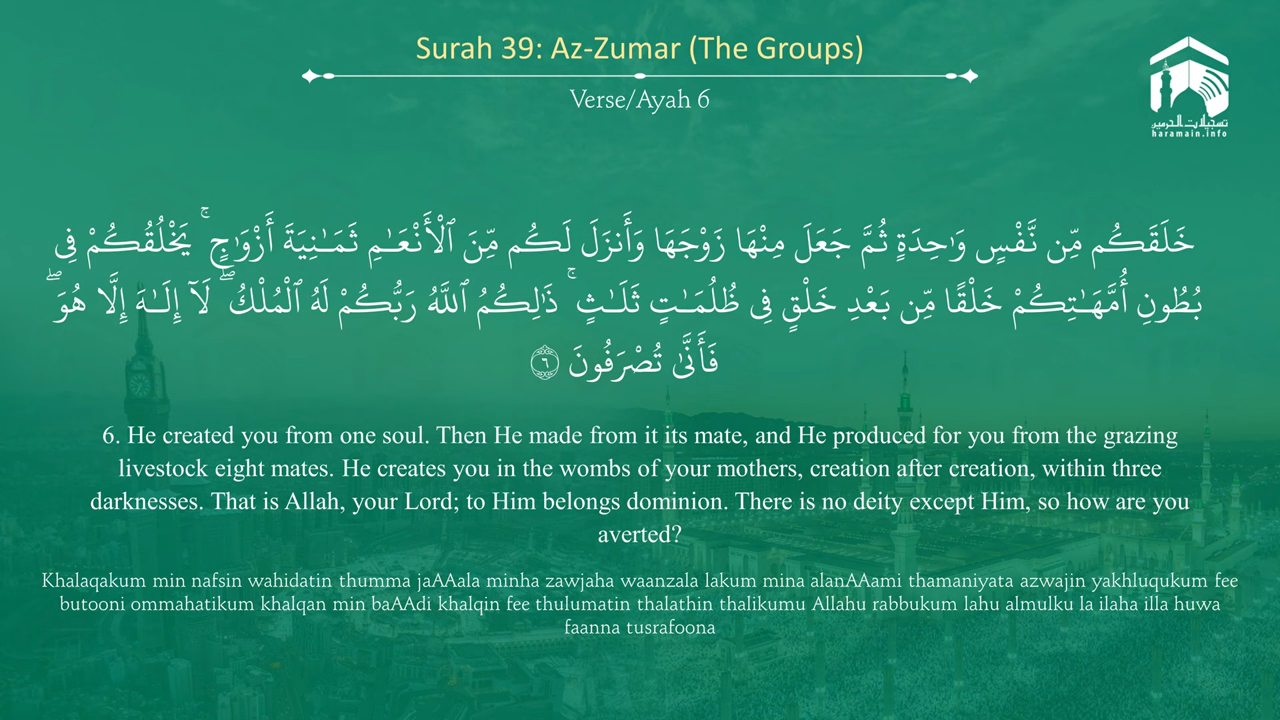 Surah 39: Az-Zumar (The Groups)
Verse/Ayah 6
تسجيلات الحرمين
haramain.info
خَلَقَكُم مِّن نَّفْسٍ وَٰحِدَةٍ ثُمَّ جَعَلَ مِنْهَا زَوْجَهَا وَأَنزَلَ لَكُم مِّنَ ٱلْأَنْعَـٰمِ ثَمَـٰنِيَةَ أَزْوَٰجٍ ۚ يَخْلُقُكُمْ فِى
بُطُونِ أُمَّهَـٰتِكُمْ خَلْقًا مِّن بَعْدِ خَلْقٍ فِى ظُلُمَـٰتٍ ثَلَـٰثٍ ۚ ذَٰلِكُمُ ٱللَّهُ رَبُّكُمْ لَهُ ٱلْمُلْكُ ۖ لَآ إِلَـٰهَ إِلَّا هُوَ ۖ
فَأَنَّىٰ تُصْرَفُونَ ٦
6. He created you from one soul. Then He made from it its mate, and He produced for you from the grazing
livestock eight mates. He creates you in the wombs of your mothers, creation after creation, within three
darknesses. That is Allah, your Lord; to Him belongs dominion. There is no deity except Him, so how are you
averted?
Khalaqakum min nafsin wahidatin thumma jaAAala minha zawjaha waanzala lakum mina alanAAami thamaniyata azwajin yakhluqukum fee
butooni ommahatikum khalqan min baAAdi khalqin fee thulumatin thalathin thalikumu Allahu rabbukum lahu almulku la ilaha illa huwa
faanna tusrafoona